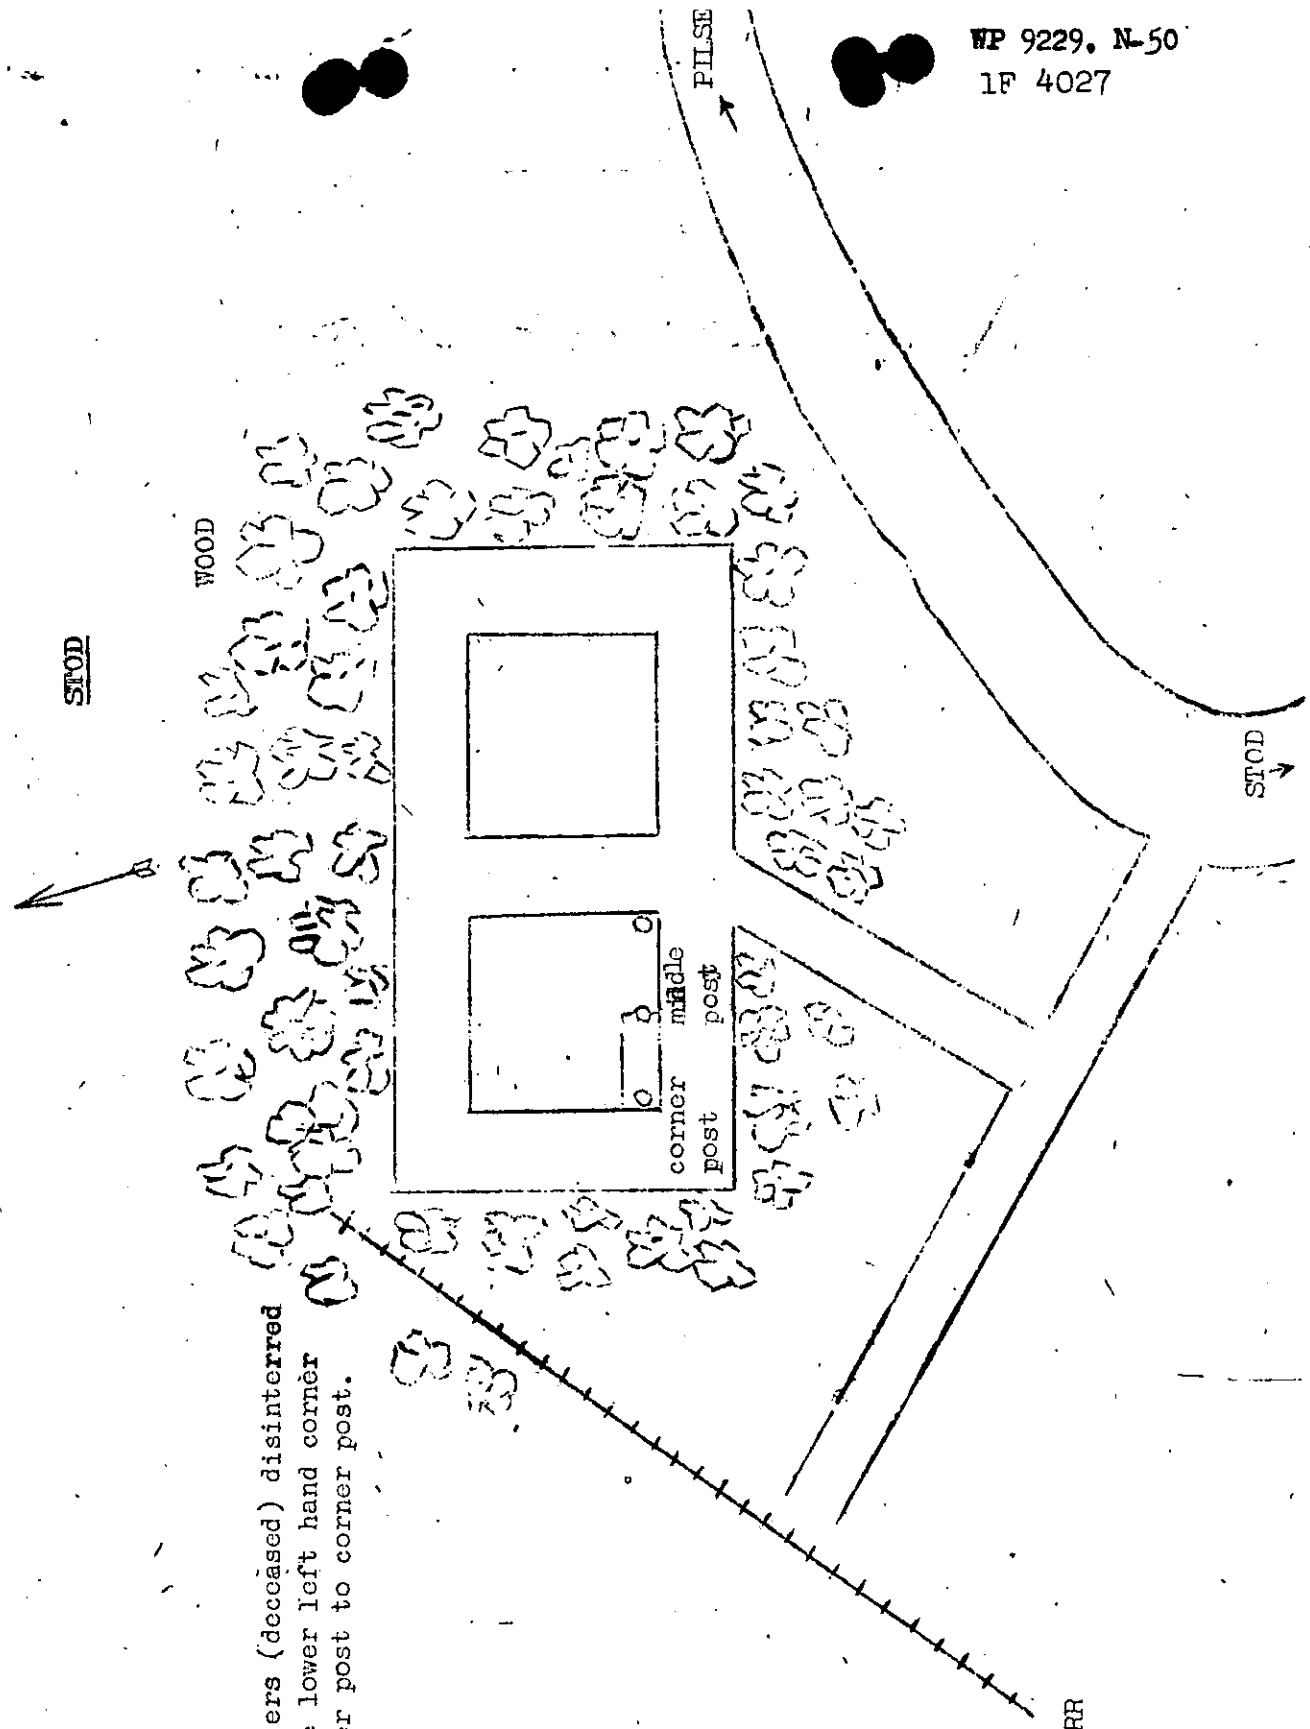 WP 9229. N-50
1F 4027
STOD
WOOD
PILSE
corner middle
post post
STOD
ers (deceased) disinterred
lower left hand corner
post to corner post.
RR